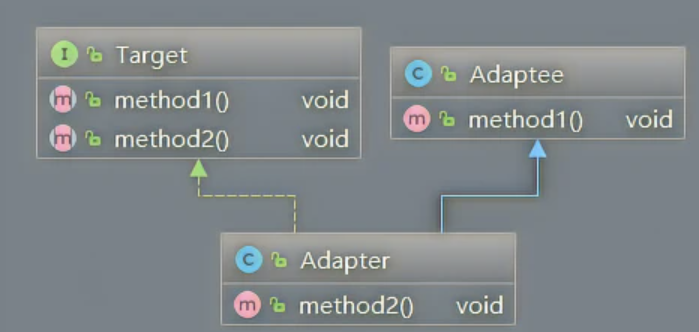 I Target
m method1() void
m method2() void
C Adaptee
m method1() void
C Adapter
m method2() void